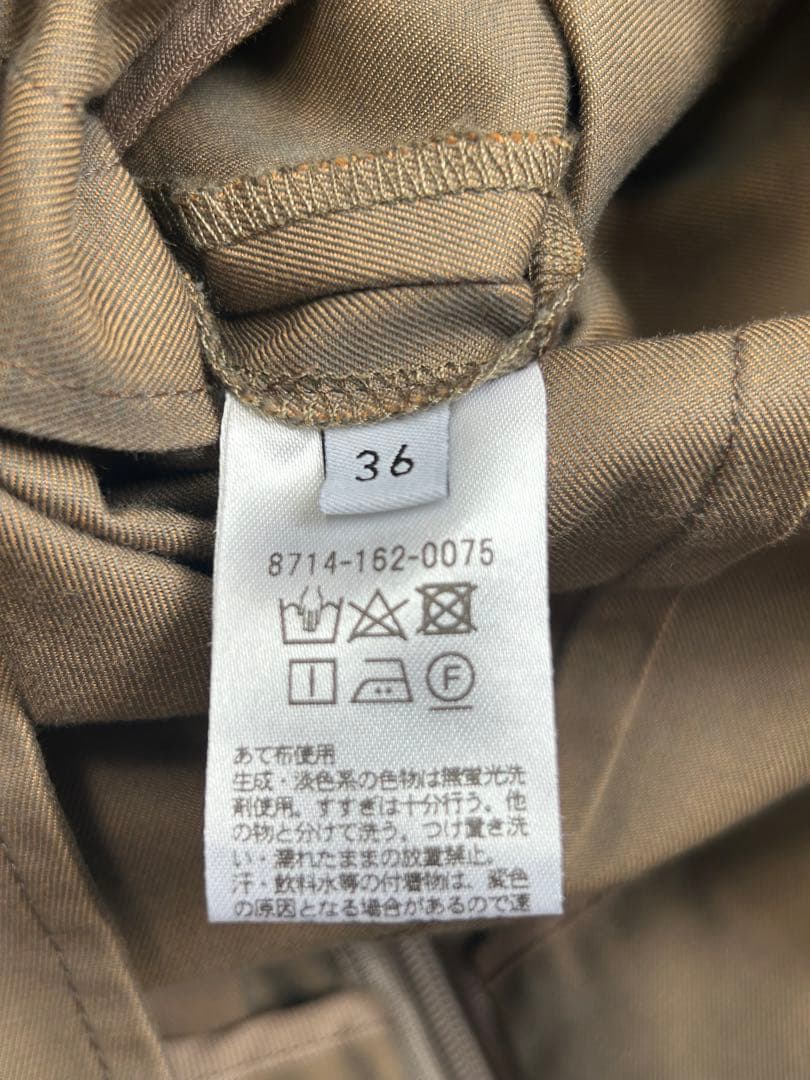 36
8714-162-0075
F
あて布使用
生成・淡色系の色物は無蛍光洗
剤使用。すすぎは十分行う。他
の物と分けて洗う。つけ置き洗
い・濡れたままの放置禁止。
汗・飲料水等の付着物は、変色
の原因となる場合があるので速